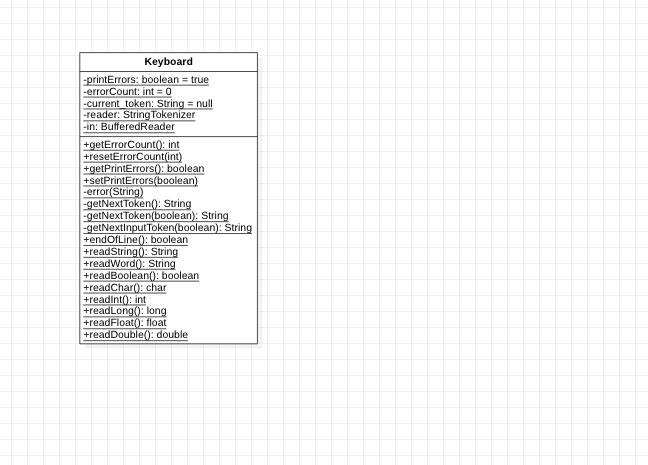 Keyboard
-printErrors: boolean = true
-errorCount: int = 0
-current_token: String = null
-reader: StringTokenizer
-in: BufferedReader
+getErrorCount(): int
+resetErrorCount(int)
+getPrintErrors(): boolean
+setPrintErrors(boolean)
-error(String)
-getNextToken(): String
-getNextToken(boolean): String
-getNextInputToken(boolean): String
+endOfLine(): boolean
+readString(): String
+readWord(): String
+readBoolean(): boolean
+readChar(): char
+readInt(): int
+readLong(): long
+readFloat(): float
+readDouble(): double